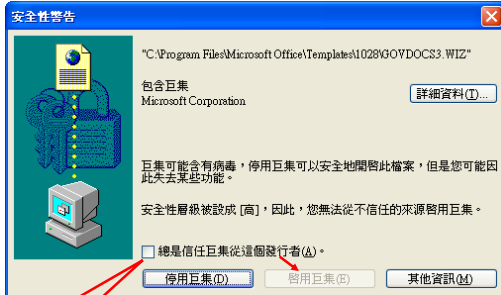 安全性警告
"C:\Program Files\Microsoft Office\Templates\1028\GOVDOCS3.WIZ"
包含巨集
Microsoft Corporation
詳細資料(I)...
巨集可能含有病毒，停用巨集可以安全地開啓此檔案，但是您可能因
此失去某些功能。
安全性層級被設成 [高]，因此，您無法從不信任的來源啓用巨集。
總是信任巨集從這個發行者(A)。
停用巨集(D)
啓用巨集(E)
其他資訊(M)